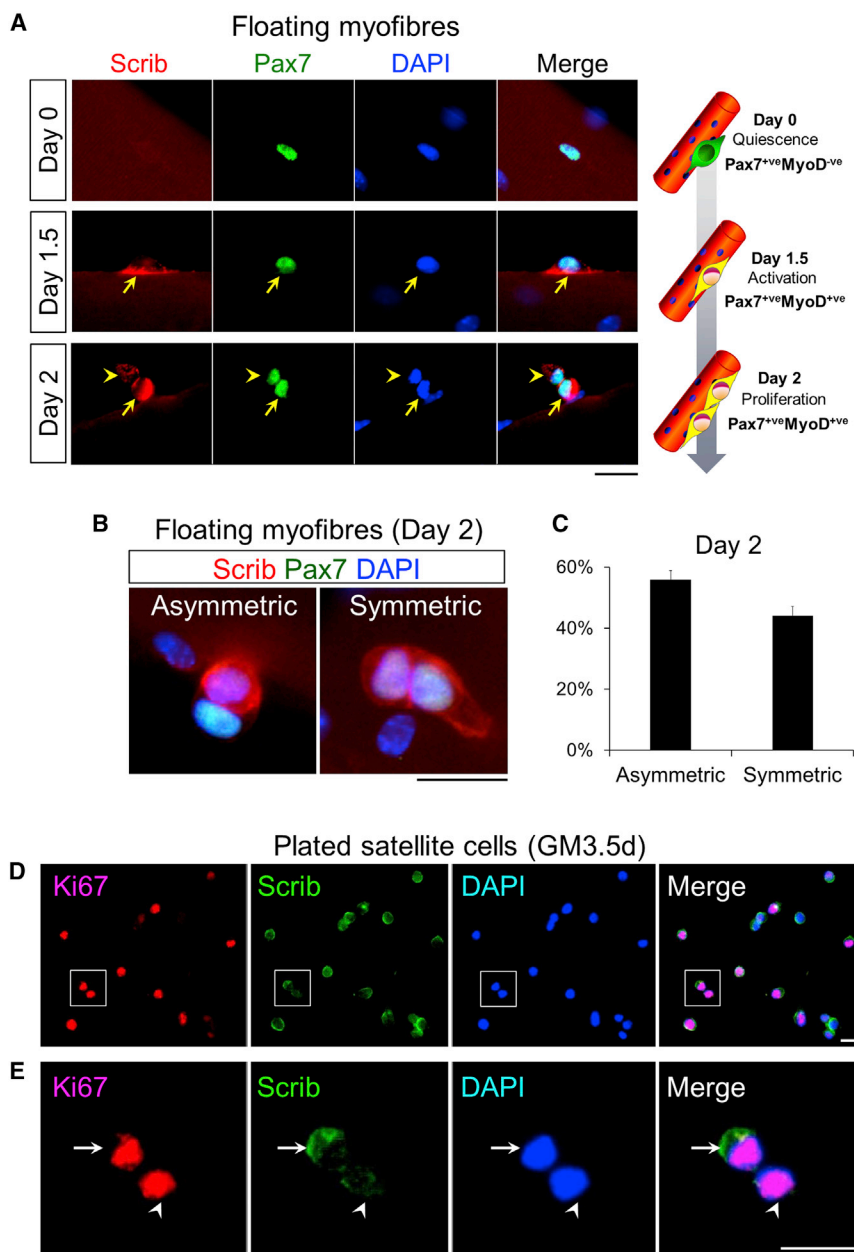 A
Floating myofibres
Scrib Pax7 DAPI Merge
Day 0
Day 1.5
Day 2
Day 0
Quiescence
Pax7+veMyoD-ve
Day 1.5
Activation
Pax7+veMyoD+ve
Day 2
Proliferation
Pax7+veMyoD+ve
B
Floating myofibres (Day 2)
Scrib Pax7 DAPI
Asymmetric Symmetric
C
Day 2
60%
40%
20%
0%
Asymmetric Symmetric
Plated satellite cells (GM3.5d)
D
Ki67 Scrib DAPI Merge
E
Ki67 Scrib DAPI Merge